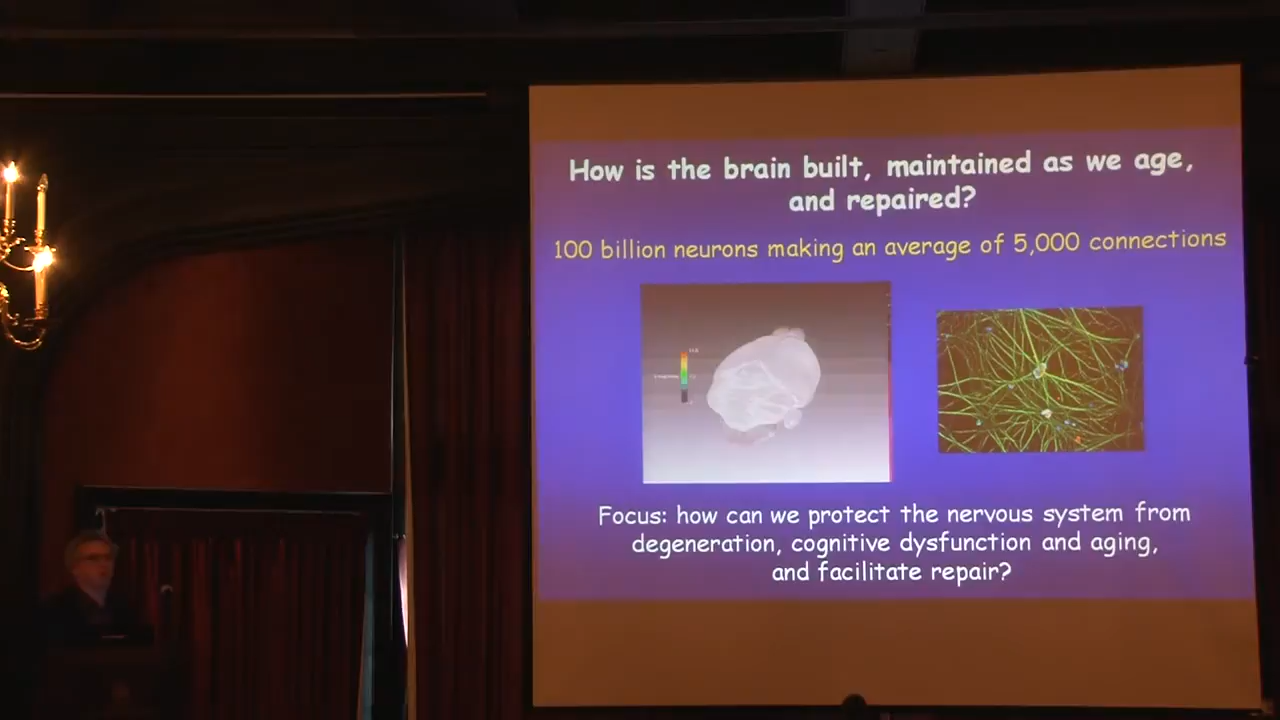 How is the brain built, maintained as we age,
and repaired?
100 billion neurons making an average of 5,000 connections
Focus: how can we protect the nervous system from
degeneration, cognitive dysfunction and aging,
and facilitate repair?